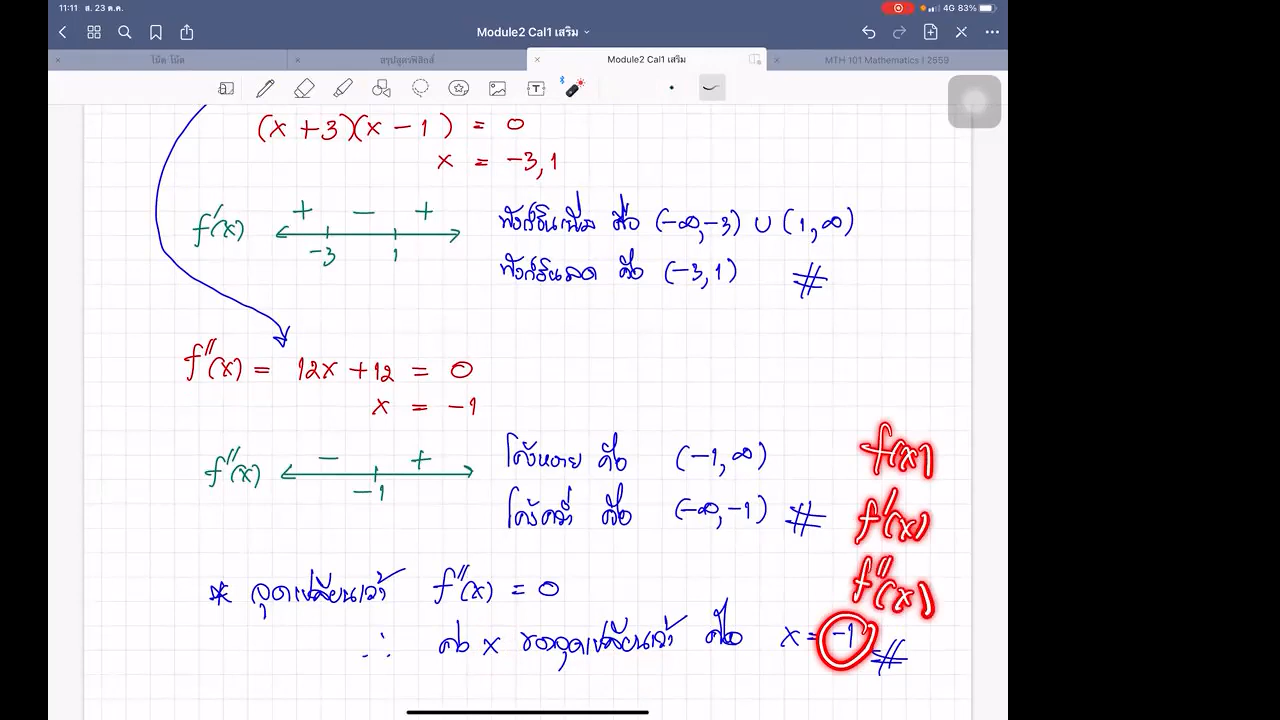 11:11 ส. 23 ต.ค.
4G 83%
Module2 Cal1 เสริม
โน้ต โน้ต
สรุปสูตรฟิสิกส์
Module2 Cal1 เสริม
MTH 101 Mathematics I 2559
(x + 3)(x − 1) = 0
x = −3, 1
f'(x) + − + ฟังก์ชันเพิ่ม คือ (−∞, −3) ∪ (1, ∞)
−3 1 ฟังก์ชันลด คือ (−3, 1) #
f''(x) = 12x + 12 = 0
x = −1
f''(x) − + โค้งหงาย คือ (−1, ∞) f(x)
−1 โค้งคว่ำ คือ (−∞, −1) # f'(x)
* จุดเปลี่ยนเว้า f''(x) = 0 f''(x)
∴ ค่า x ของจุดเปลี่ยนเว้า คือ x = −1 #